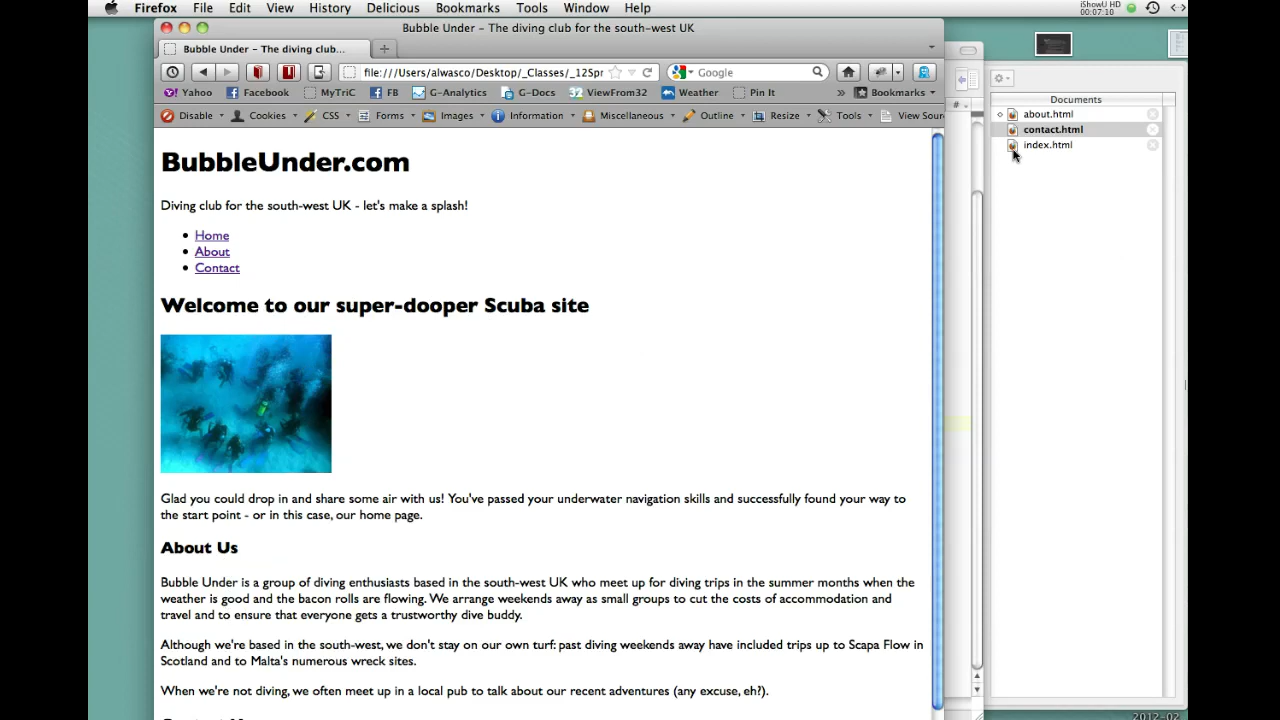 Firefox File Edit View History Delicious Bookmarks Tools Window Help
iShowU HD
00:07:10
Bubble Under – The diving club for the south–west UK
Bubble Under – The diving club...
file:///Users/alwasco/Desktop/_Classes/_12Spr
Google
Yahoo Facebook MyTriC FB G-Analytics G-Docs ViewFrom32 Weather Pin It » Bookmarks
Disable Cookies CSS Forms Images Information Miscellaneous Outline Resize Tools View Sour
Documents
about.html
contact.html
index.html
BubbleUnder.com
Diving club for the south-west UK - let's make a splash!
• Home
• About
• Contact
Welcome to our super-dooper Scuba site
Glad you could drop in and share some air with us! You've passed your underwater navigation skills and successfully found your way to
the start point - or in this case, our home page.
About Us
Bubble Under is a group of diving enthusiasts based in the south-west UK who meet up for diving trips in the summer months when the
weather is good and the bacon rolls are flowing. We arrange weekends away as small groups to cut the costs of accommodation and
travel and to ensure that everyone gets a trustworthy dive buddy.
Although we're based in the south-west, we don't stay on our own turf: past diving weekends away have included trips up to Scapa Flow in
Scotland and to Malta's numerous wreck sites.
When we're not diving, we often meet up in a local pub to talk about our recent adventures (any excuse, eh?).
2012-02